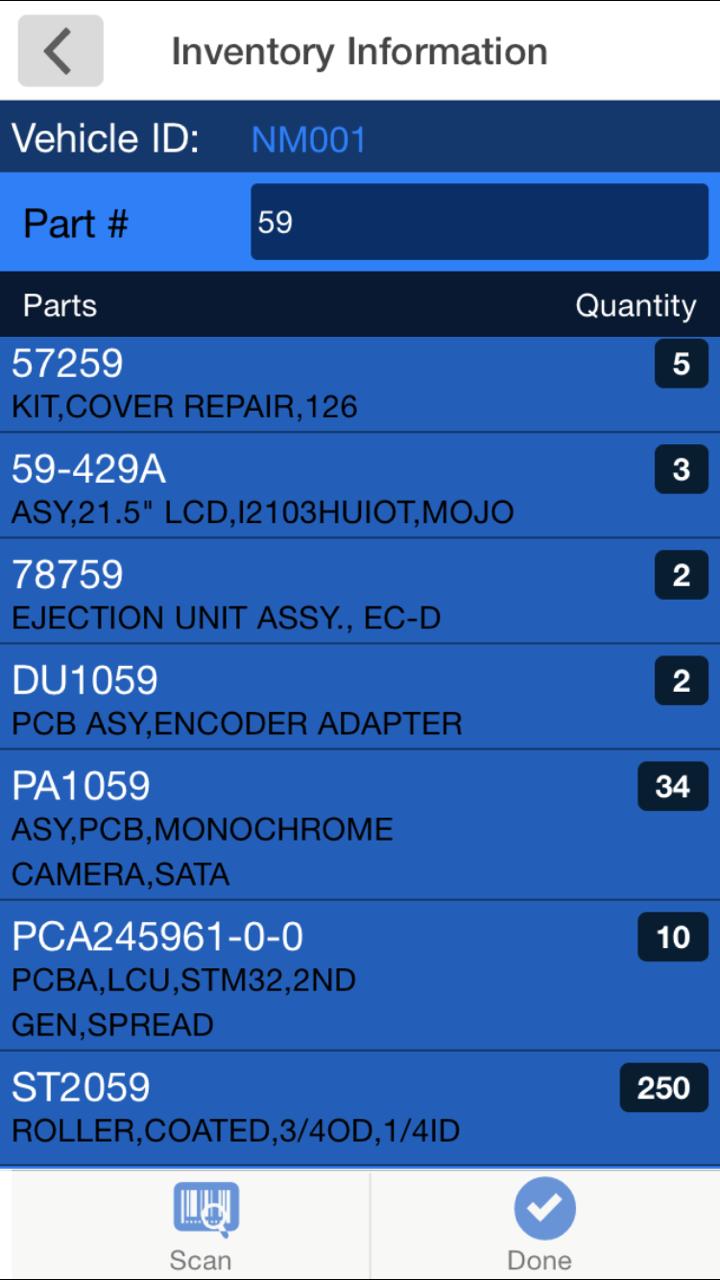 Inventory Information
Vehicle ID: NM001
Part # 59
Parts Quantity
57259 5
KIT,COVER REPAIR,126
59-429A 3
ASY,21.5" LCD,I2103HUIOT,MOJO
78759 2
EJECTION UNIT ASSY., EC-D
DU1059 2
PCB ASY,ENCODER ADAPTER
PA1059 34
ASY,PCB,MONOCHROME
CAMERA,SATA
PCA245961-0-0 10
PCBA,LCU,STM32,2ND
GEN,SPREAD
ST2059 250
ROLLER,COATED,3/4OD,1/4ID
Scan Done